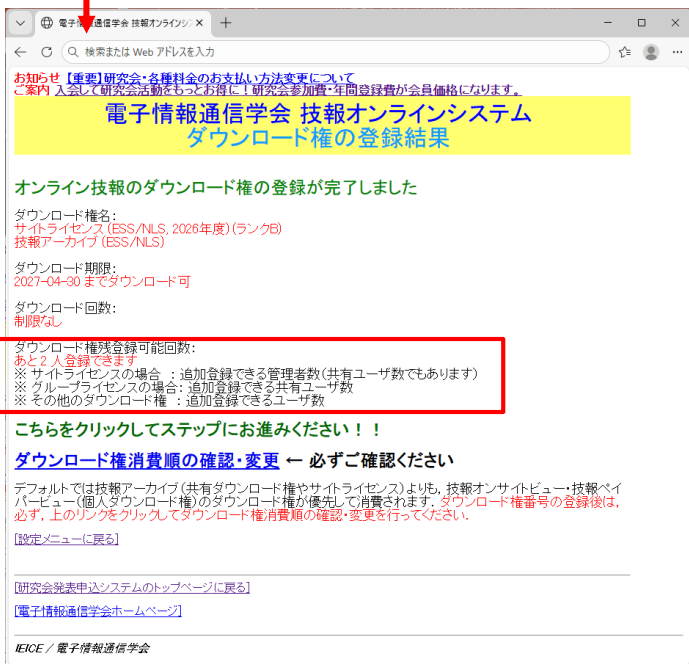 電子情報通信学会 技報オンラインシ
検索または Web アドレスを入力
お知らせ 【重要】研究会・各種料金のお支払い方法変更について
ご案内 入会して研究会活動をもっとお得に！研究会参加費・年間登録費が会員価格になります。
電子情報通信学会 技報オンラインシステム
ダウンロード権の登録結果
オンライン技報のダウンロード権の登録が完了しました
ダウンロード権名：
サイトライセンス (ESS/NLS, 2026年度) (ランクB)
技報アーカイブ (ESS/NLS)
ダウンロード期限：
2027-04-30 までダウンロード可
ダウンロード回数：
制限なし
ダウンロード権残登録可能回数：
あと2 人登録できます
※ サイトライセンスの場合 ：追加登録できる管理者数(共有ユーザ数でもあります)
※ グループライセンスの場合：追加登録できる共有ユーザ数
※ その他のダウンロード権 ：追加登録できるユーザ数
こちらをクリックしてステップにお進みください！！
ダウンロード権消費順の確認・変更 ← 必ずご確認ください
デフォルトでは技報アーカイブ(共有ダウンロード権やサイトライセンス)よりも，技報オンサイトビュー・技報ペイ
パービュー(個人ダウンロード権)のダウンロード権が優先して消費されます．ダウンロード権番号の登録後は，
必ず，上のリンクをクリックしてダウンロード権消費順の確認・変更を行ってください．
[設定メニューに戻る]
[研究会発表申込システムのトップページに戻る]
[電子情報通信学会ホームページ]
IEICE / 電子情報通信学会